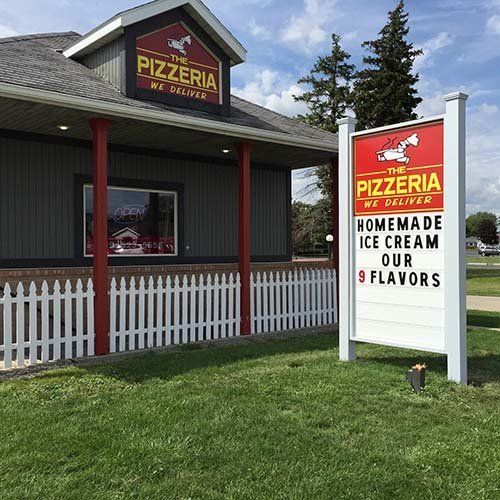 THE
PIZZERIA
WE DELIVER
OPEN
THE
PIZZERIA
WE DELIVER
HOMEMADE
ICE CREAM
OUR
9 FLAVORS